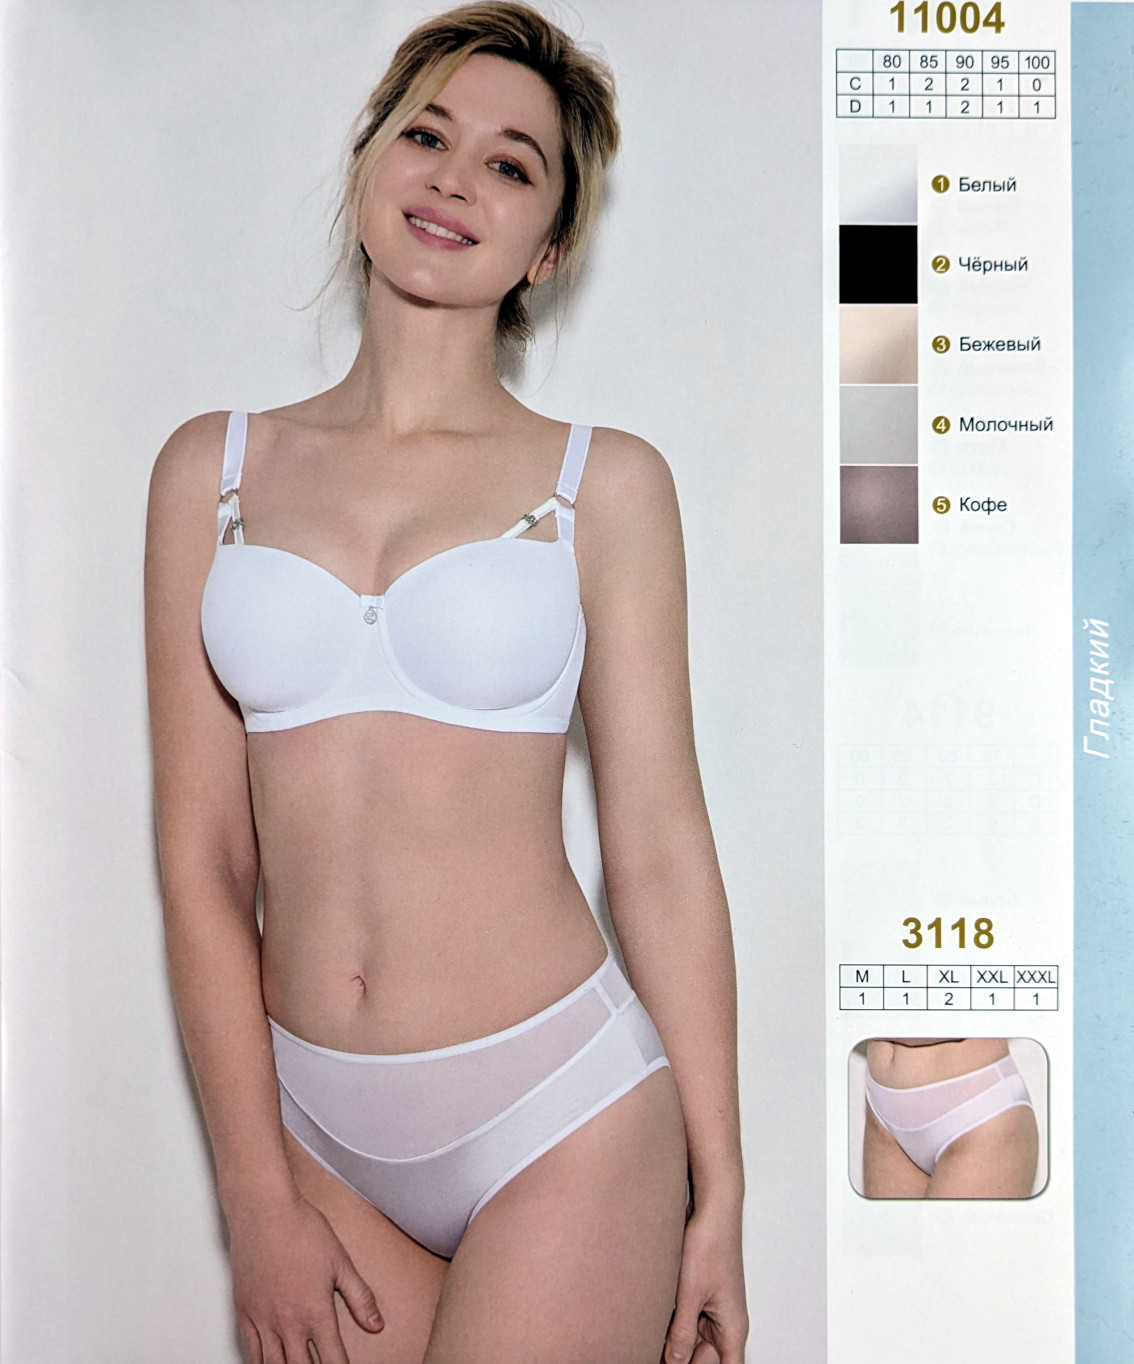 11004
80 85 90 95 100
C 1 2 2 1 0
D 1 1 2 1 1
1 Белый
2 Чёрный
3 Бежевый
4 Молочный
5 Кофе
Гладкий
3118
M L XL XXL XXXL
1 1 2 1 1